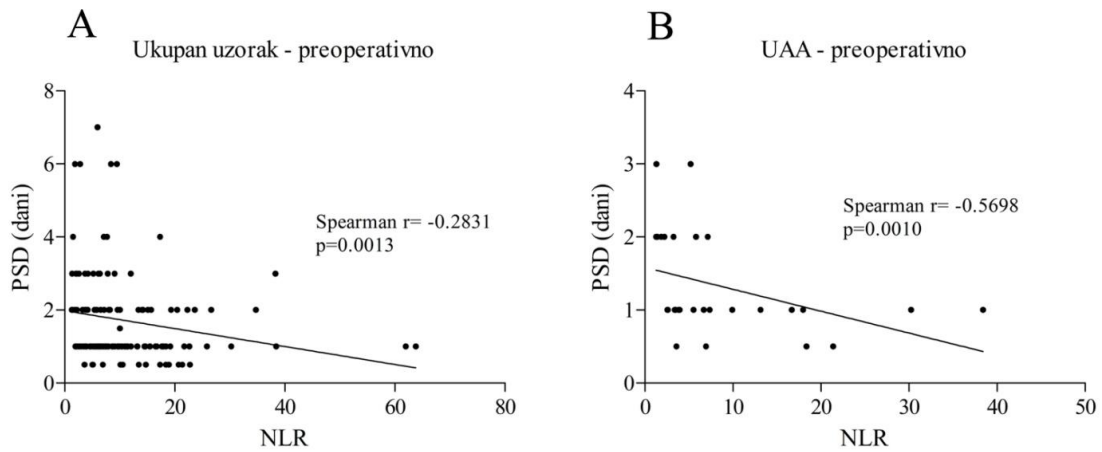 A
Ukupan uzorak - preoperativno
8
6
4
2
0
PSD (dani)
Spearman r= -0.2831
p=0.0013
0 20 40 60 80
NLR
B
UAA - preoperativno
4
3
2
1
0
PSD (dani)
Spearman r= -0.5698
p=0.0010
0 10 20 30 40 50
NLR